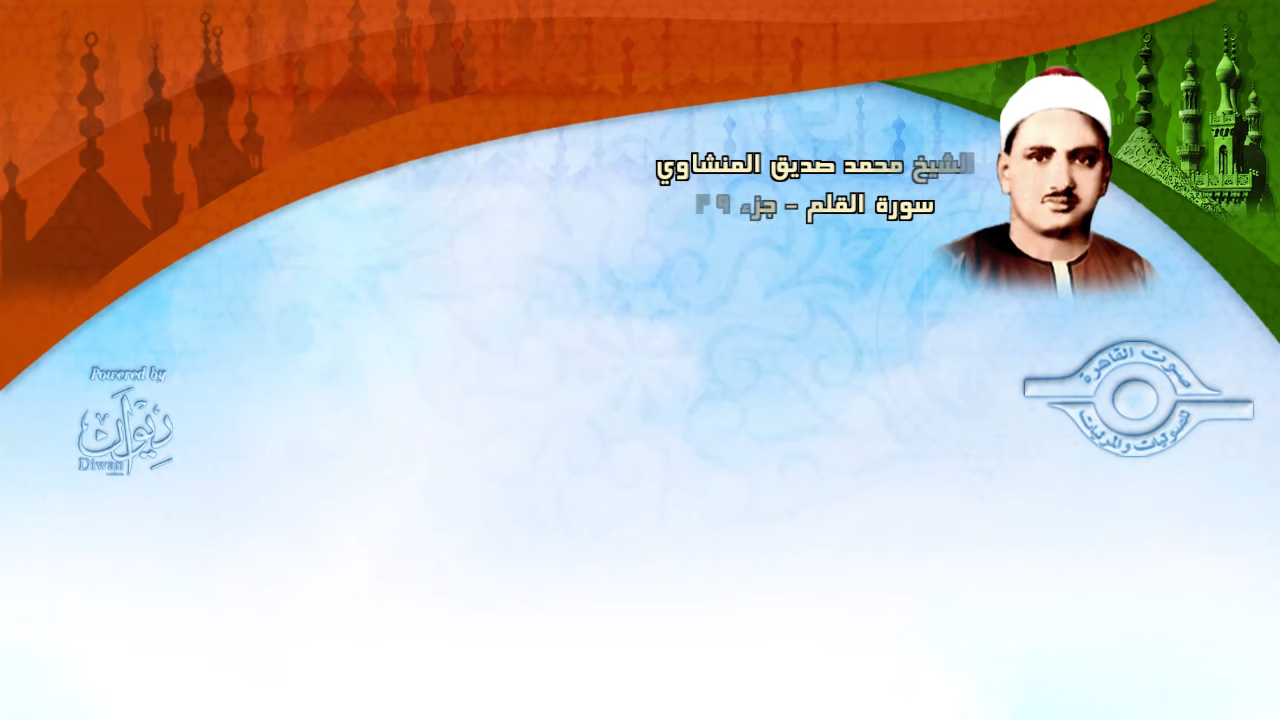 الشيخ محمد صديق المنشاوي
سورة القلم - جزء ٢٩
صوت القاهرة
للصوتيات والمرئيات
Powered by
ديوان
Diwan